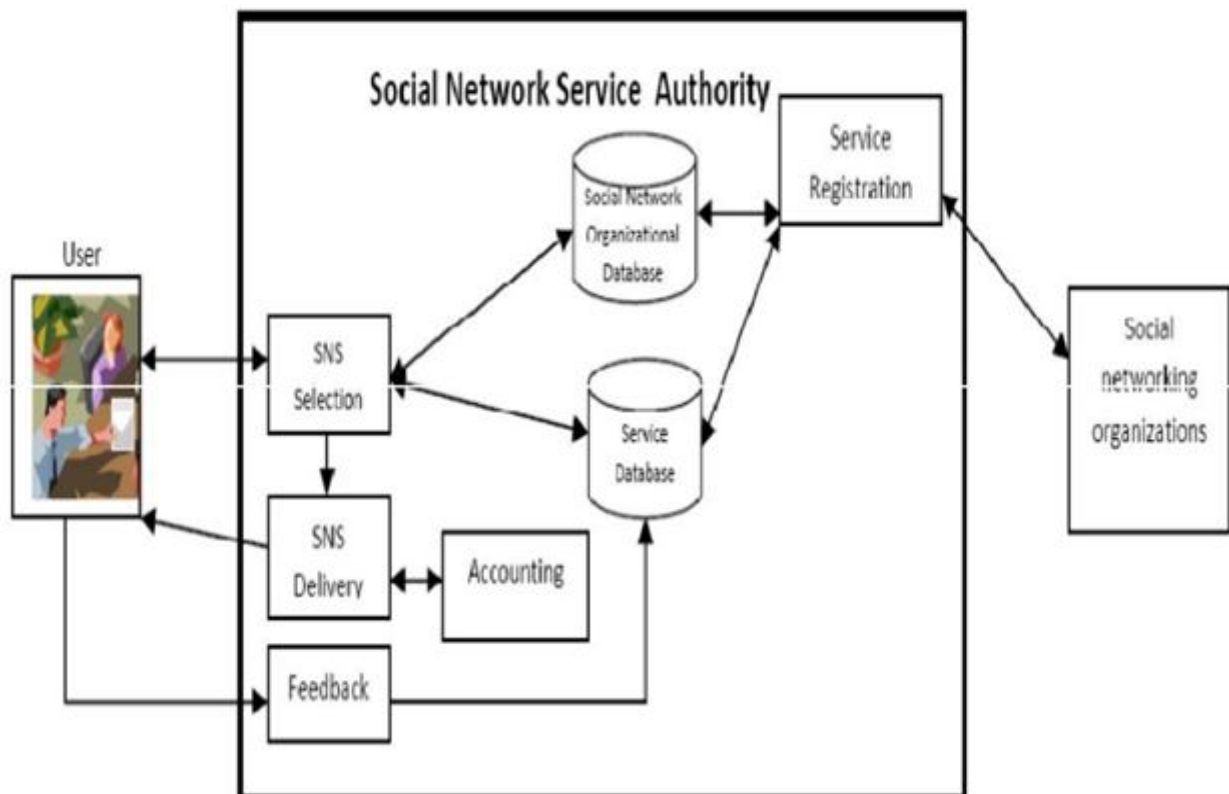 Social Network Service Authority
Service
Registration
Social Network
Organizational
Database
User
SNS
Selection
Social
networking
organizations
Service
Database
SNS
Delivery
Accounting
Feedback